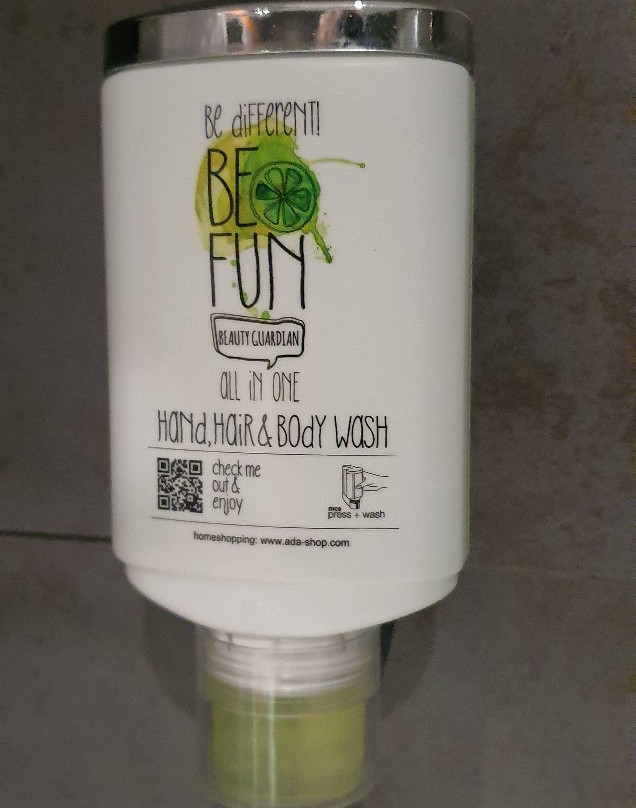 Be different!
BE
FUN
BEAUTY GUARDIAN
all in one
Hand, Hair & Body Wash
check me
out &
enjoy
mcs
press + wash
homeshopping: www.ada-shop.com